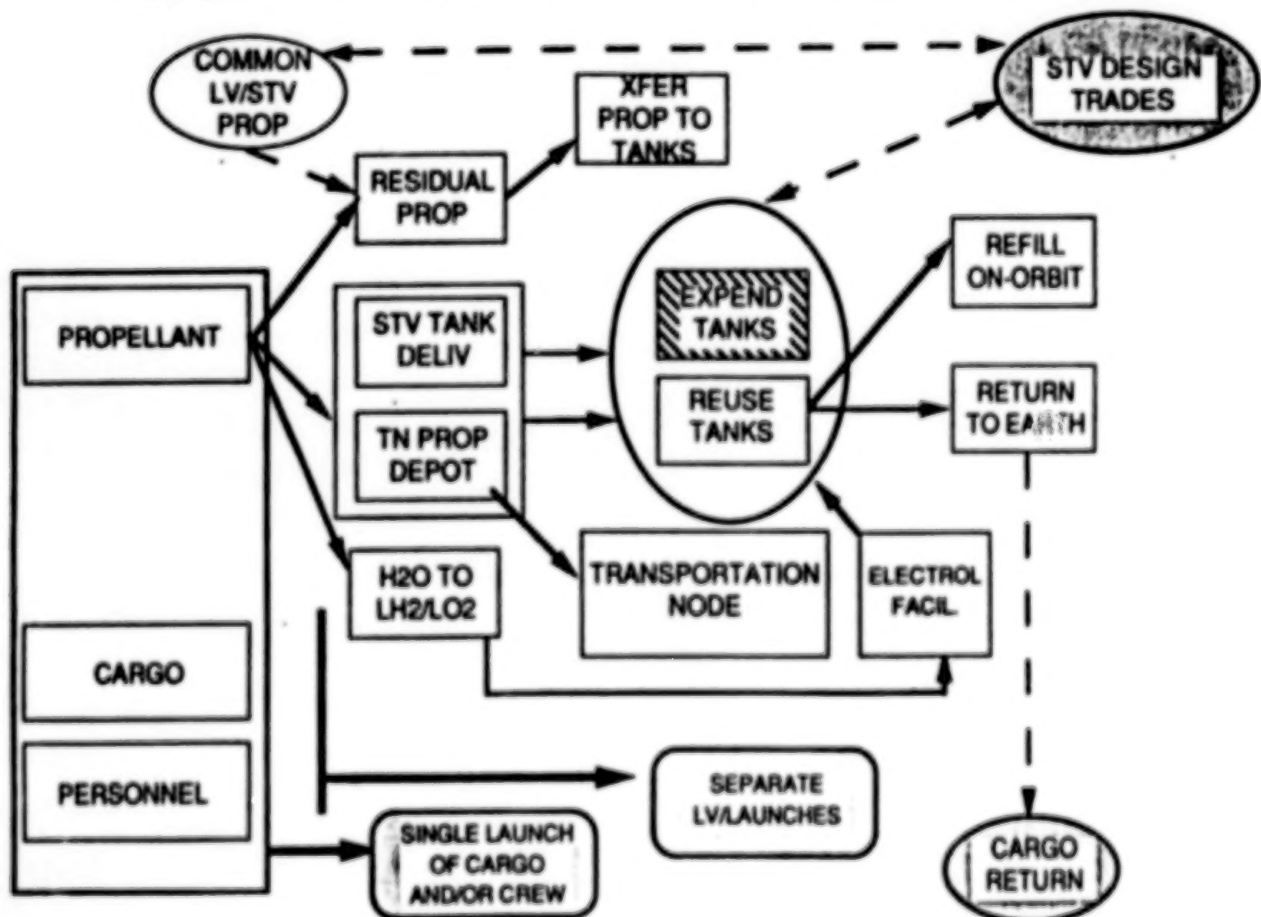 COMMON
LV/STV
PROP
XFER
PROP TO
TANKS
STV DESIGN
TRADES
RESIDUAL
PROP
REFILL
ON-ORBIT
PROPELLANT
STV TANK
DELIV
EXPEND
TANKS
TN PROP
DEPOT
REUSE
TANKS
RETURN
TO EARTH
H2O TO
LH2/LO2
TRANSPORTATION
NODE
ELECTROL
FACIL.
CARGO
PERSONNEL
SEPARATE
LV/LAUNCHES
SINGLE LAUNCH
OF CARGO
AND/OR CREW
CARGO
RETURN